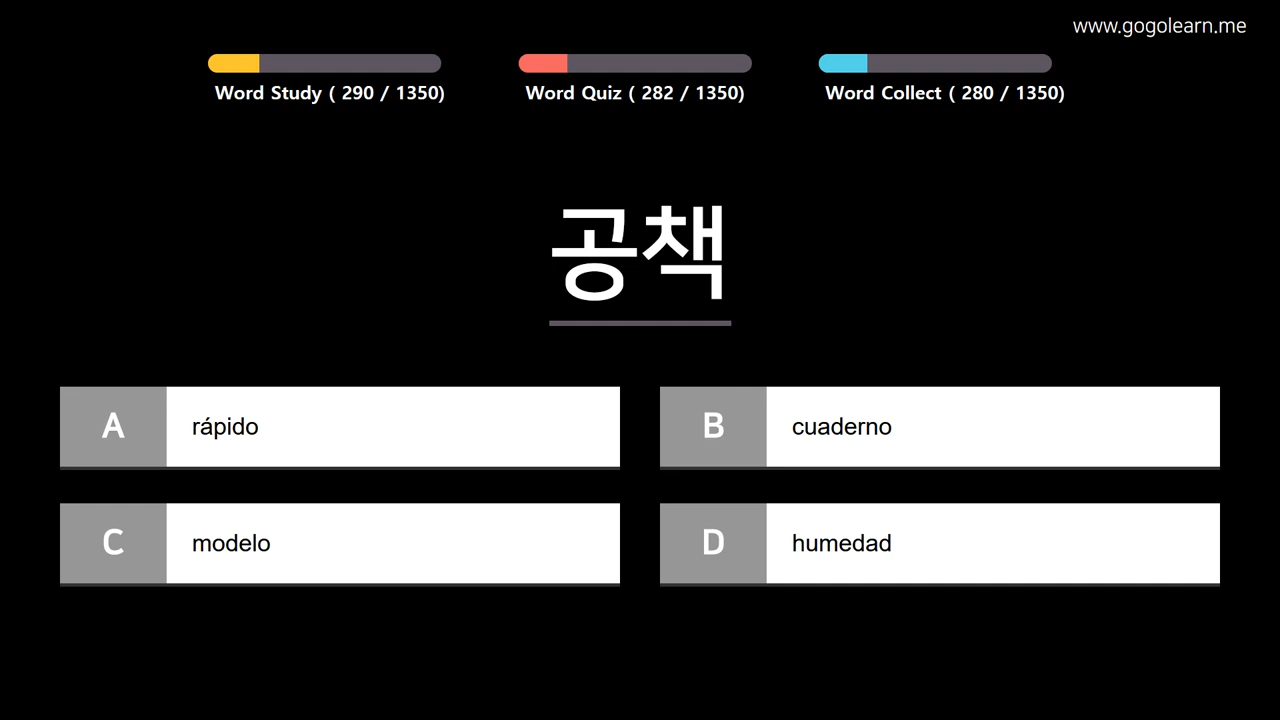 www.gogolearn.me
Word Study ( 290 / 1350)
Word Quiz ( 282 / 1350)
Word Collect ( 280 / 1350)
공책
A rápido
B cuaderno
C modelo
D humedad